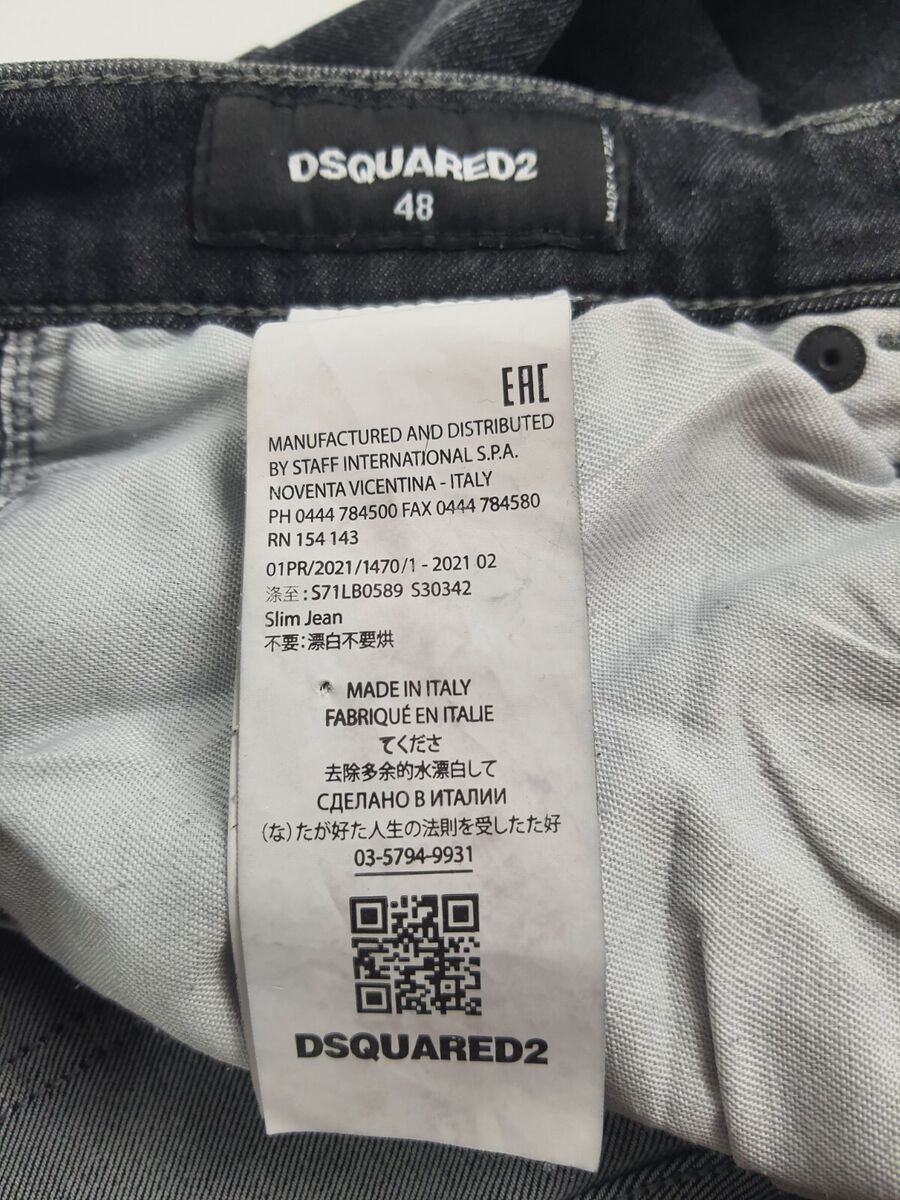 DSQUARED2
48
EAC
MANUFACTURED AND DISTRIBUTED
BY STAFF INTERNATIONAL S.P.A.
NOVENTA VICENTINA - ITALY
PH 0444 784500 FAX 0444 784580
RN 154 143
01PR/2021/1470/1 - 2021 02
涤至: S71LB0589 S30342
Slim Jean
不要: 漂白不要烘
MADE IN ITALY
FABRIQUÉ EN ITALIE
てくださ
去除多余的水漂白して
СДЕЛАНО В ИТАЛИИ
(な)たが好た人生の法則を受したた好
03-5794-9931
DSQUARED2